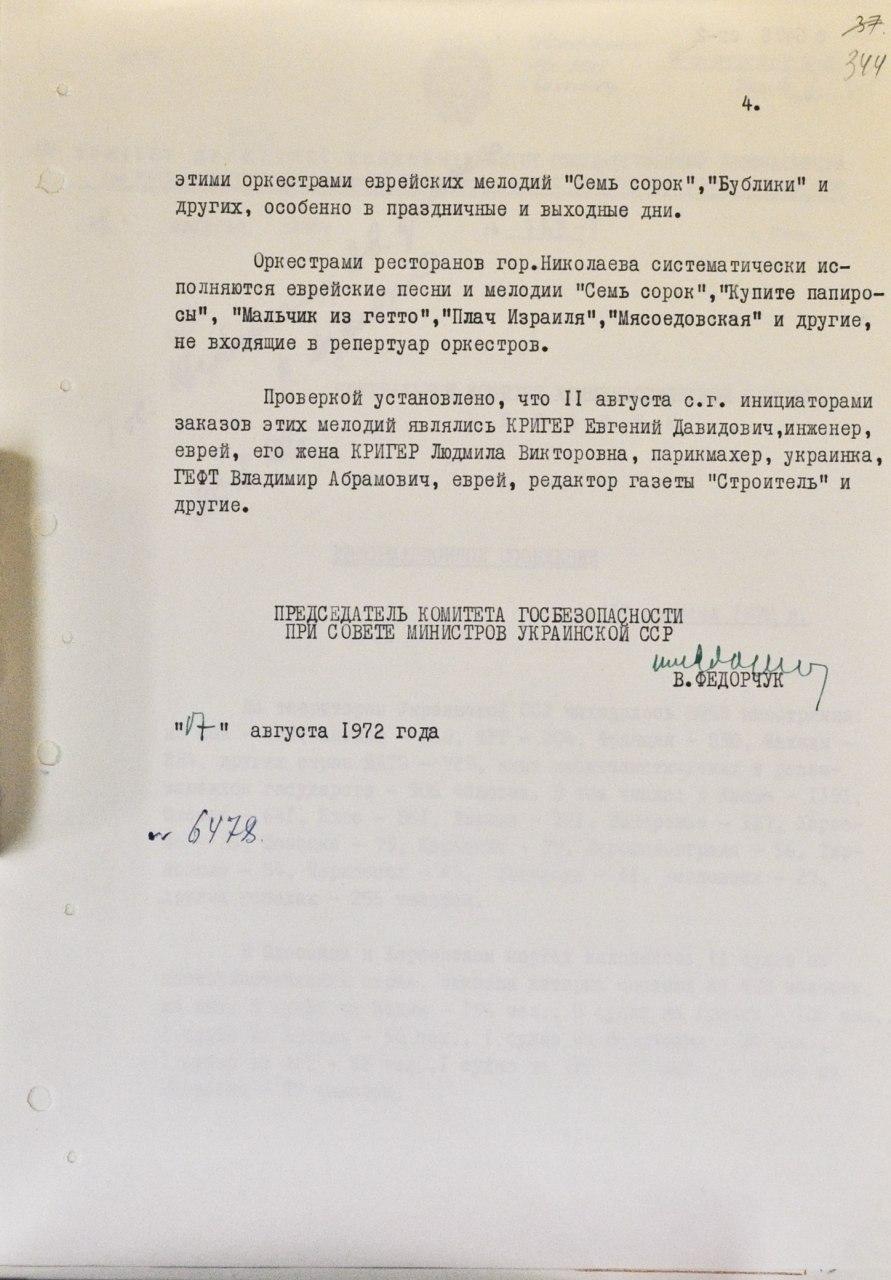 37.
344
4.
этими оркестрами еврейских мелодий "Семь сорок","Бублики" и
других, особенно в праздничные и выходные дни.
Оркестрами ресторанов гор.Николаева систематически ис-
полняются еврейские песни и мелодии "Семь сорок","Купите папиро-
сы", "Мальчик из гетто","Плач Израиля","Мясоедовская" и другие,
не входящие в репертуар оркестров.
Проверкой установлено, что II августа с.г. инициаторами
заказов этих мелодий являлись КРИГЕР Евгений Давидович,инженер,
еврей, его жена КРИГЕР Людмила Викторовна, парикмахер, украинка,
ГЕФТ Владимир Абрамович, еврей, редактор газеты "Строитель" и
другие.
ПРЕДСЕДАТЕЛЬ КОМИТЕТА ГОСБЕЗОПАСНОСТИ
ПРИ СОВЕТЕ МИНИСТРОВ УКРАИНСКОЙ ССР
В.ФЕДОРЧУК
"17" августа 1972 года
6478.